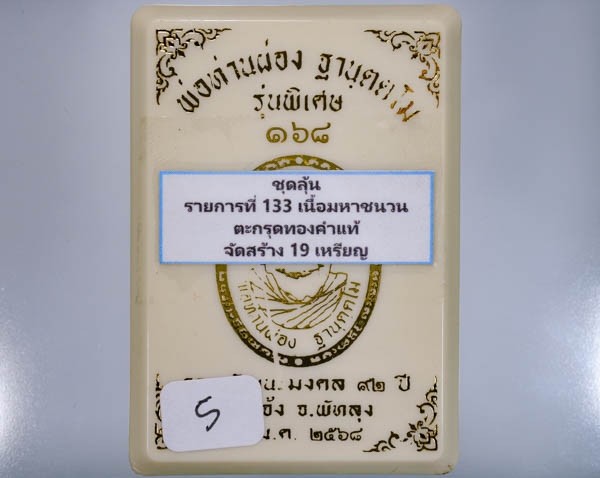 พ่อท่านผ่อง ฐานุตตโม
รุ่นพิเศษ
๑๖๘
ชุดลุ้น
รายการที่ 133 เนื้อมหาชนวน
ตะกรุดทองคำแท้
จัดสร้าง 19 เหรียญ
พ่อท่านผ่อง ฐานุตตโม
มงคล ๙๒ ปี
จ.พัทลุง
ม.ค. ๒๕๖๘
5